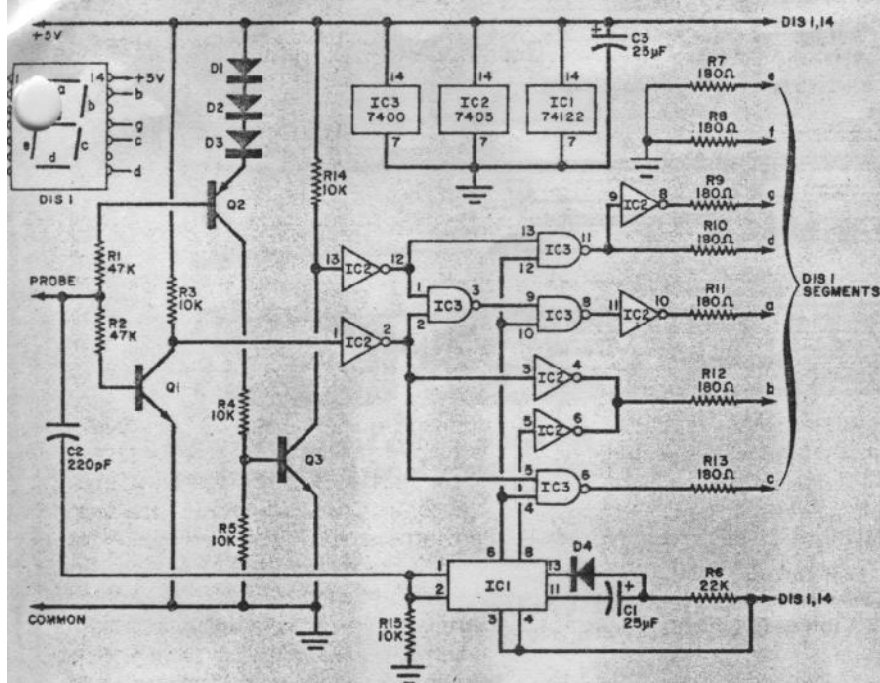 +5V
DIS 1,14
1
14
+5V
a
b
b
g
c
e
c
d
d
DIS 1
D1
D2
D3
Q2
R14
10K
14
IC3
7400
7
14
IC2
7405
7
14
IC1
74122
7
+
C3
25µF
R7
180Ω
e
R8
180Ω
f
R9
180Ω
R10
180Ω
d
R11
180Ω
a
R12
180Ω
b
R13
180Ω
c
DIS 1
SEGMENTS
R1
47K
PROBE
R2
47K
R3
10K
Q1
C2
220pF
R4
10K
Q3
R5
10K
13
IC2
12
1
IC2
2
1
2
IC3
3
13
12
IC3
11
9
IC2
8
9
10
IC3
8
11
IC2
10
3
IC2
4
5
IC2
6
5
4
IC3
6
6
8
1
2
IC1
13
11
3
4
D4
+
C1
25µF
R6
22K
DIS 1,14
COMMON
R15
10K